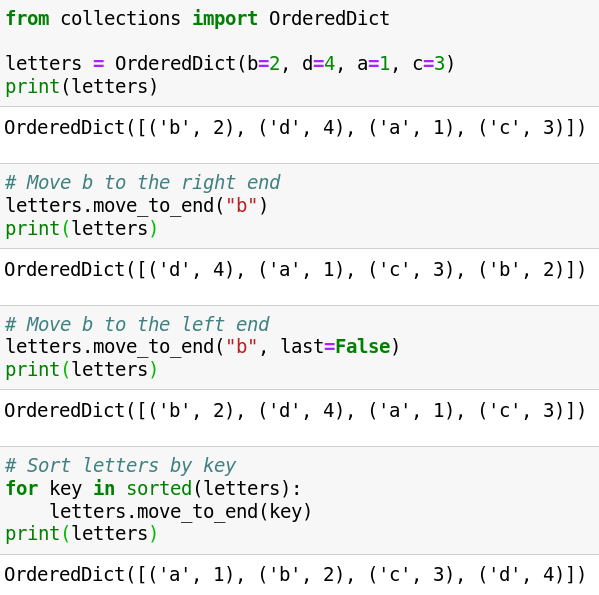 from collections import OrderedDict
letters = OrderedDict(b=2, d=4, a=1, c=3)
print(letters)
OrderedDict([('b', 2), ('d', 4), ('a', 1), ('c', 3)])
# Move b to the right end
letters.move_to_end("b")
print(letters)
OrderedDict([('d', 4), ('a', 1), ('c', 3), ('b', 2)])
# Move b to the left end
letters.move_to_end("b", last=False)
print(letters)
OrderedDict([('b', 2), ('d', 4), ('a', 1), ('c', 3)])
# Sort letters by key
for key in sorted(letters):
    letters.move_to_end(key)
print(letters)
OrderedDict([('a', 1), ('b', 2), ('c', 3), ('d', 4)])